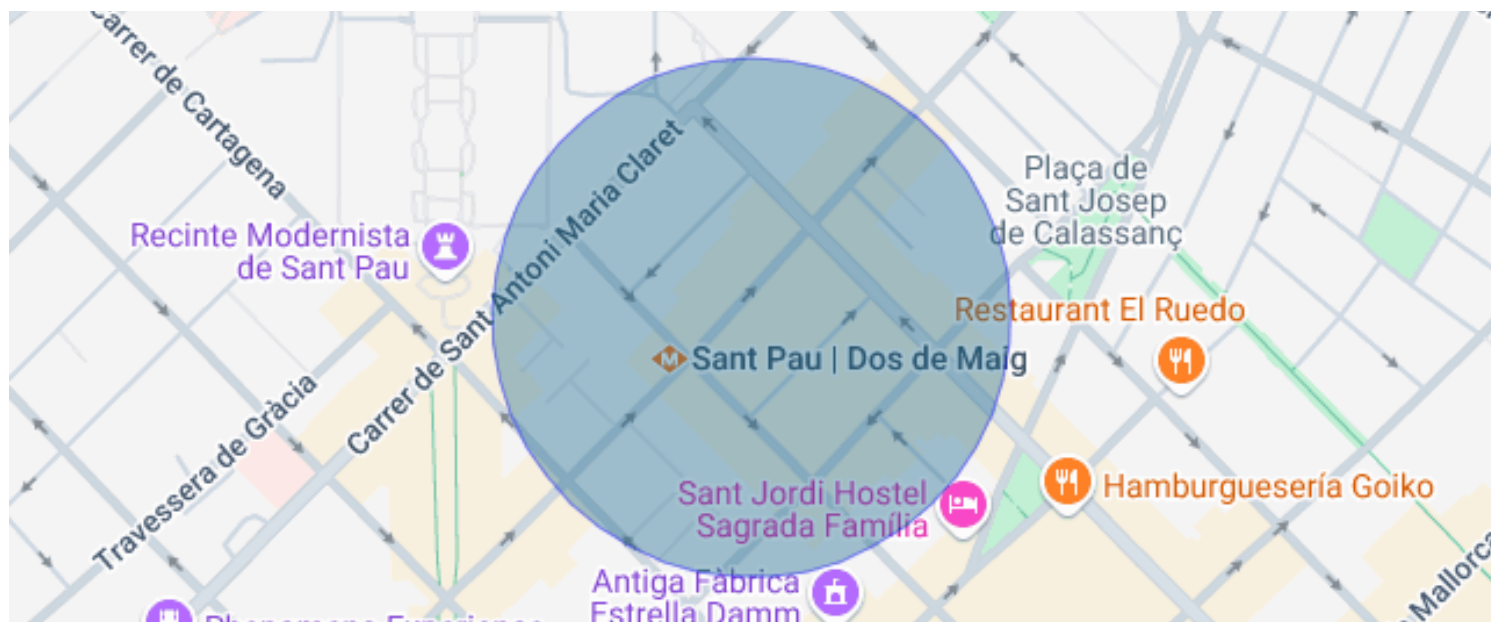 Carrer de Cartagena
Carrer de Sant Antoni Maria Claret
Plaça de
Sant Josep
de Calassanç
Recinte Modernista
de Sant Pau
Restaurant El Ruedo
M
Sant Pau | Dos de Maig
Travessera de Gràcia
Sant Jordi Hostel
Sagrada Família
Hamburguesería Goiko
Antiga Fàbrica
Estrella Damm
Mallorca